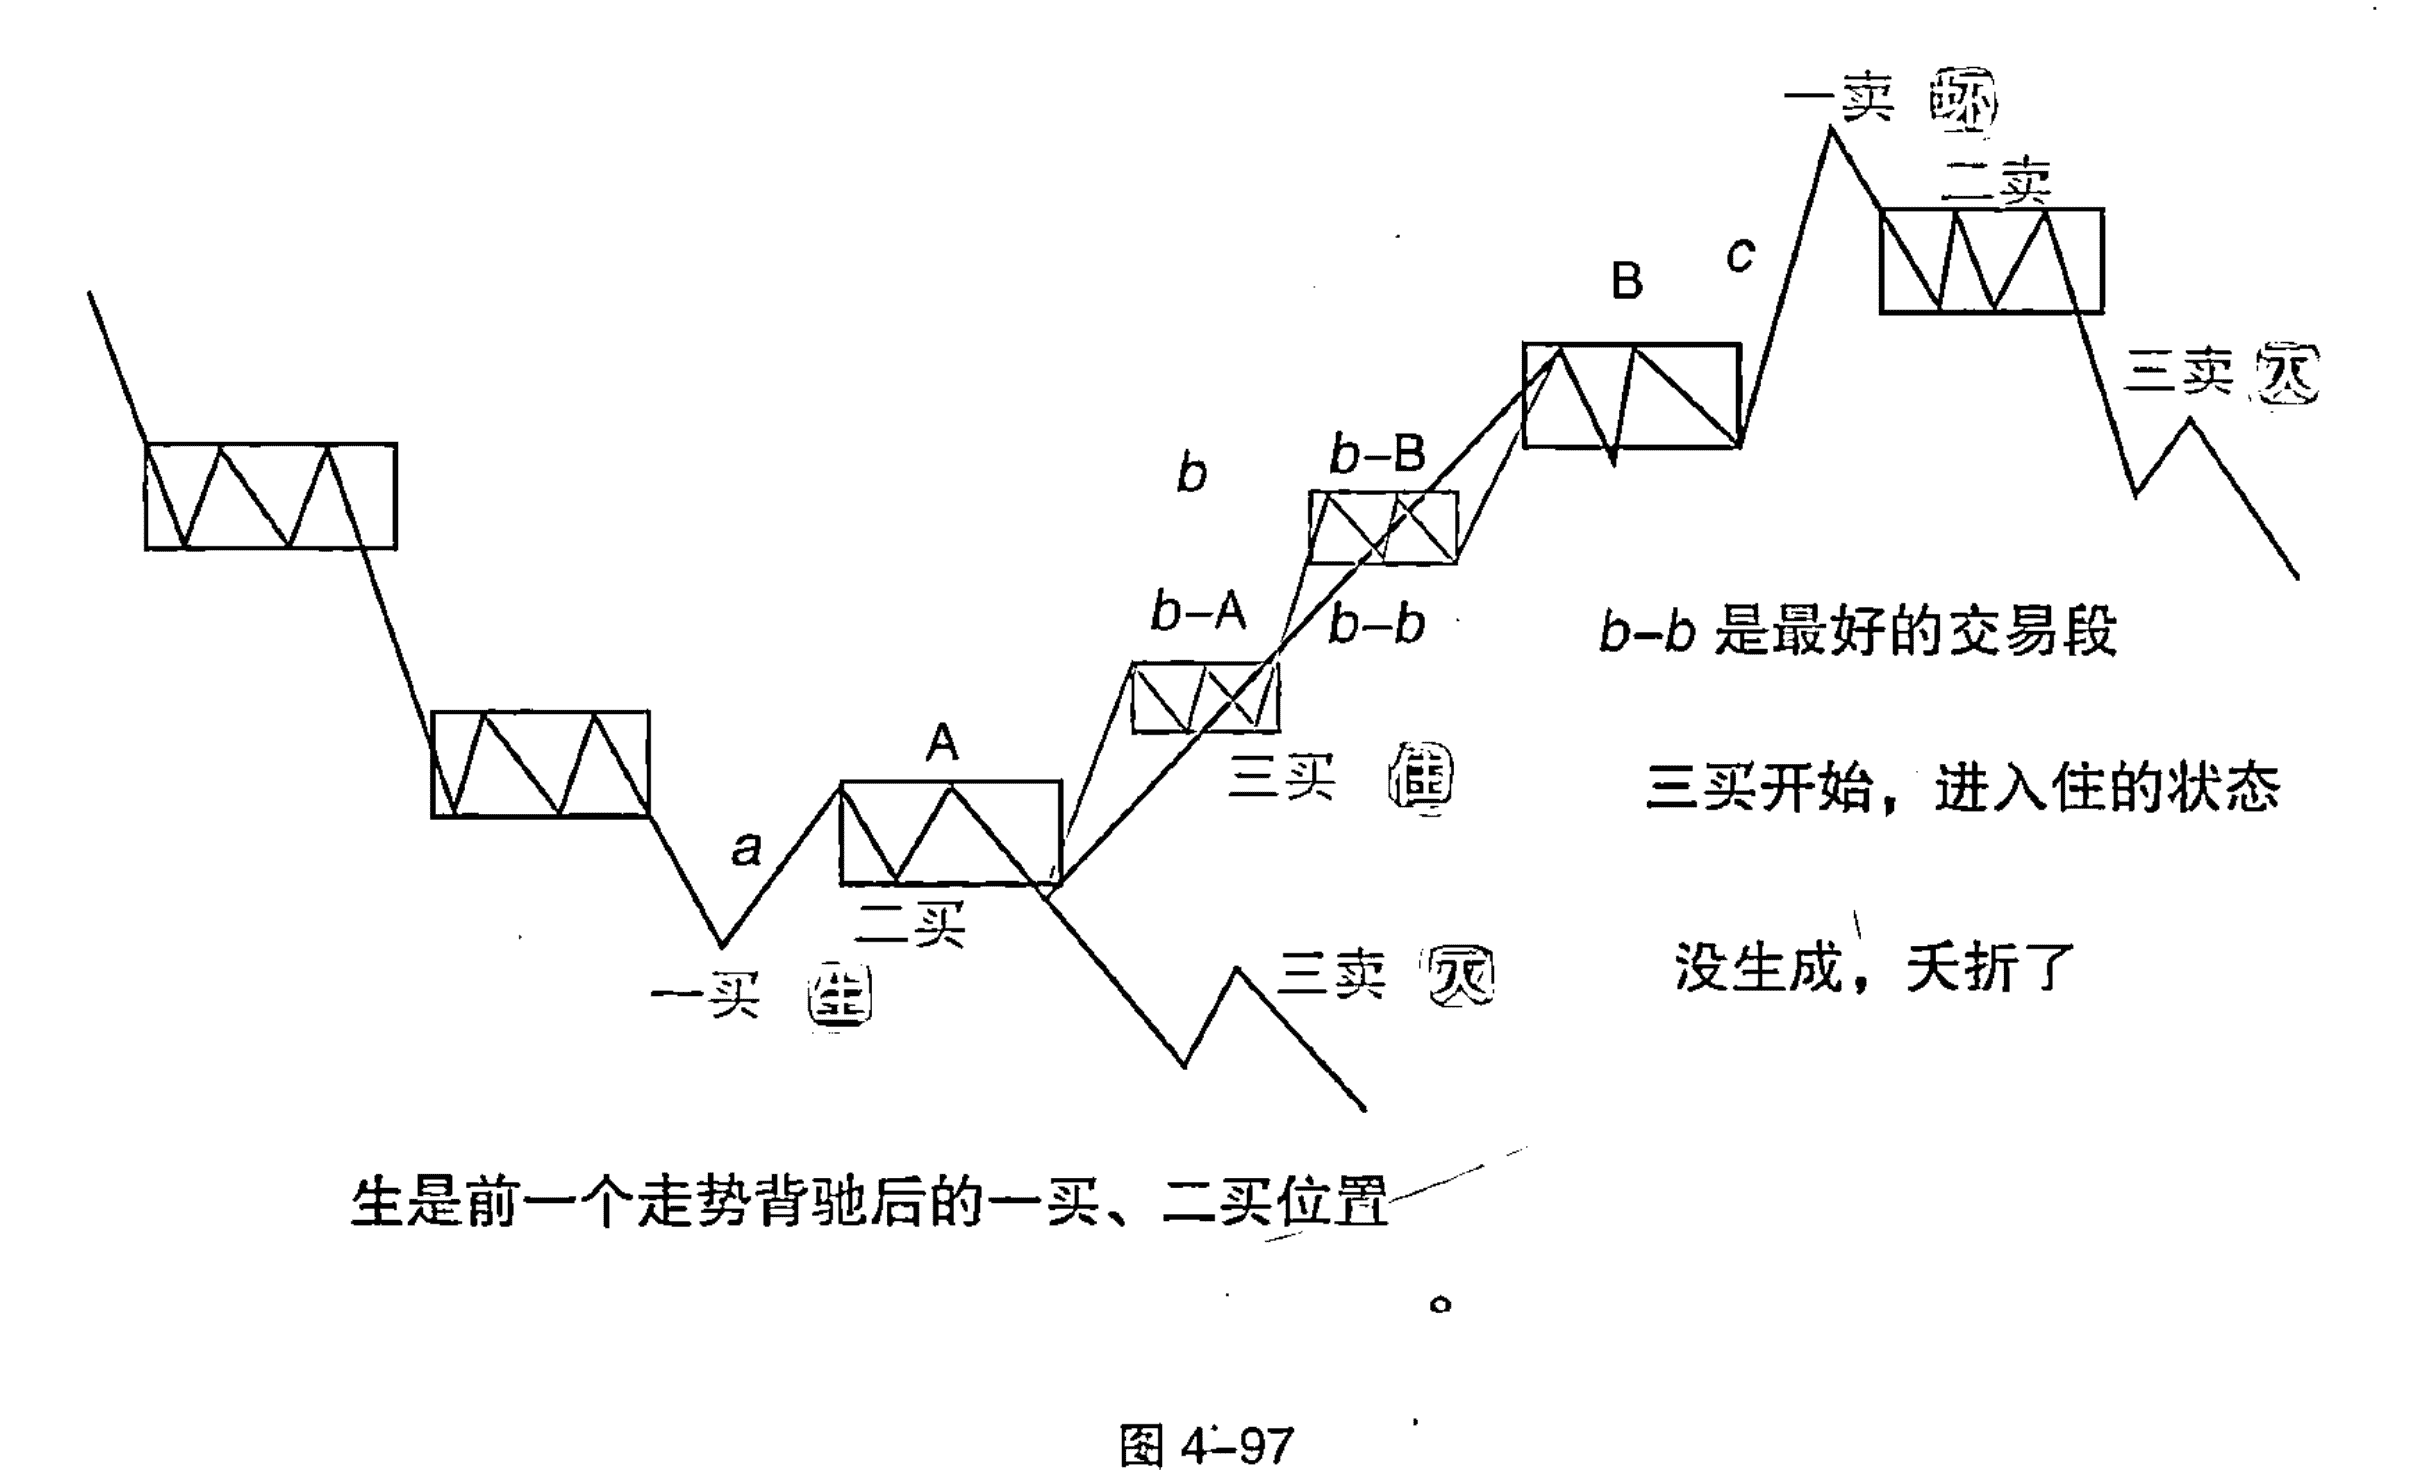 一卖 坏
二卖
c
B
三卖 灭
b-B
b
b-A
b-b
b-b 是最好的交易段
A
三买 住
三买开始，进入住的状态
a
二买
三卖 灭
没生成，夭折了
一买 生
生是前一个走势背驰后的一买、二买位置
。
图 4-97